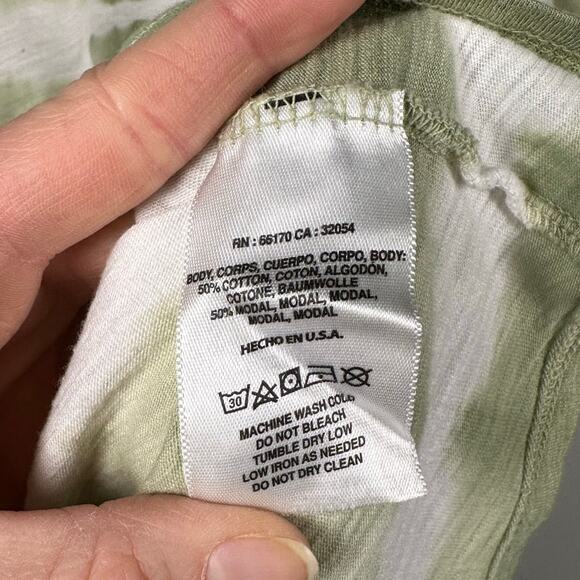 RN : 66170 CA : 32054
BODY, CORPS, CUERPO, CORPO, BODY:
50% COTTON, COTON, ALGODÓN,
COTONE, BAUMWOLLE
50% MODAL, MODAL, MODAL,
MODAL, MODAL
HECHO EN U.S.A.
30
MACHINE WASH COLD
DO NOT BLEACH
TUMBLE DRY LOW
LOW IRON AS NEEDED
DO NOT DRY CLEAN